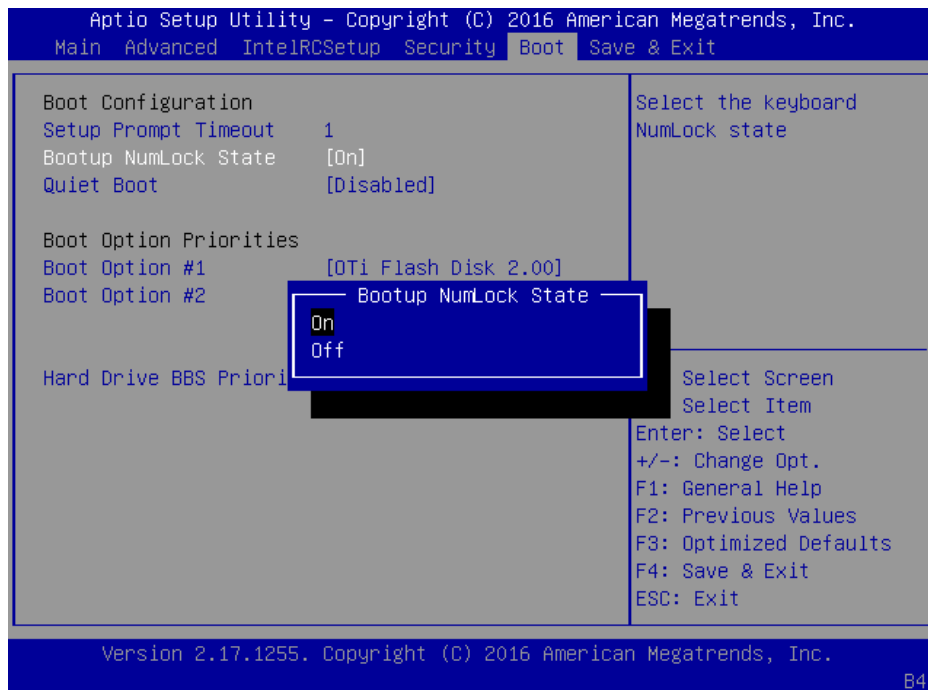 Aptio Setup Utility – Copyright (C) 2016 American Megatrends, Inc.
Main Advanced IntelRCSetup Security Boot Save & Exit
Boot Configuration
Setup Prompt Timeout 1
Bootup NumLock State [On]
Quiet Boot [Disabled]
Boot Option Priorities
Boot Option #1 [OTi Flash Disk 2.00]
Boot Option #2
Hard Drive BBS Priori
Bootup NumLock State
On
Off
Select the keyboard
NumLock state
Select Screen
Select Item
Enter: Select
+/-: Change Opt.
F1: General Help
F2: Previous Values
F3: Optimized Defaults
F4: Save & Exit
ESC: Exit
Version 2.17.1255. Copyright (C) 2016 American Megatrends, Inc.
B4